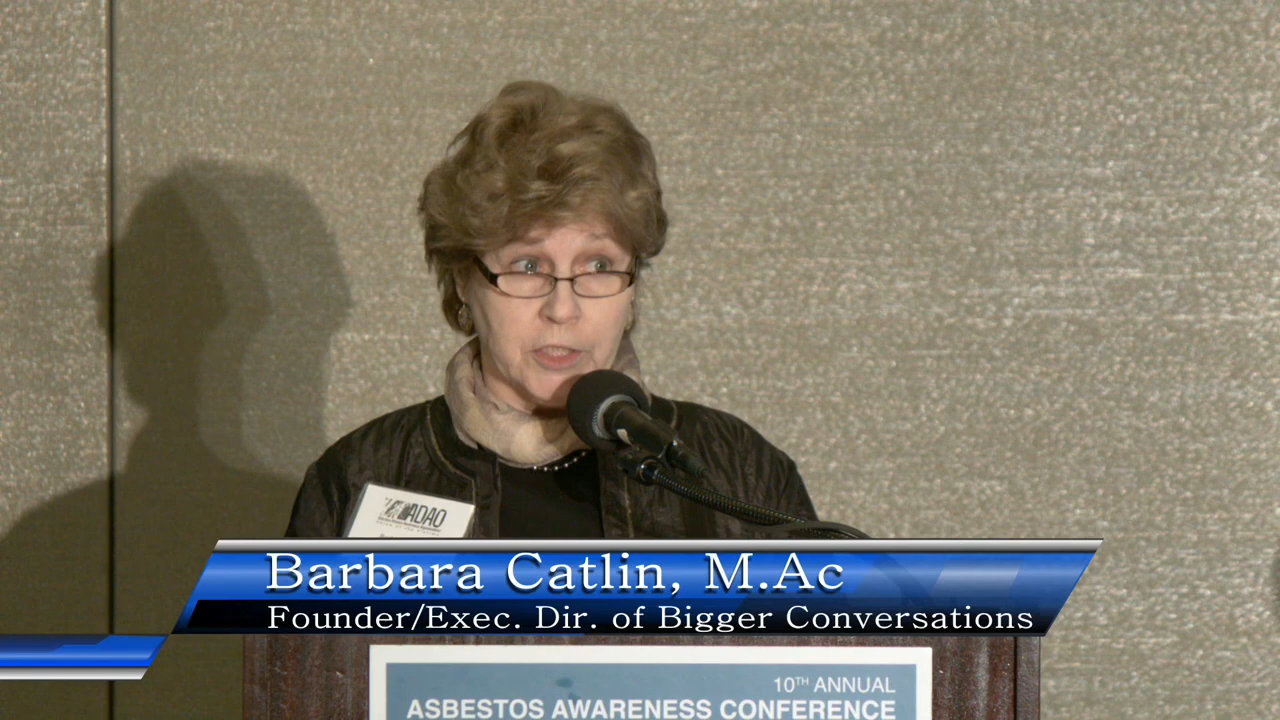 ADAO
Barbara Catlin, M.Ac
Founder/Exec. Dir. of Bigger Conversations
10TH ANNUAL
ASBESTOS AWARENESS CONFERENCE